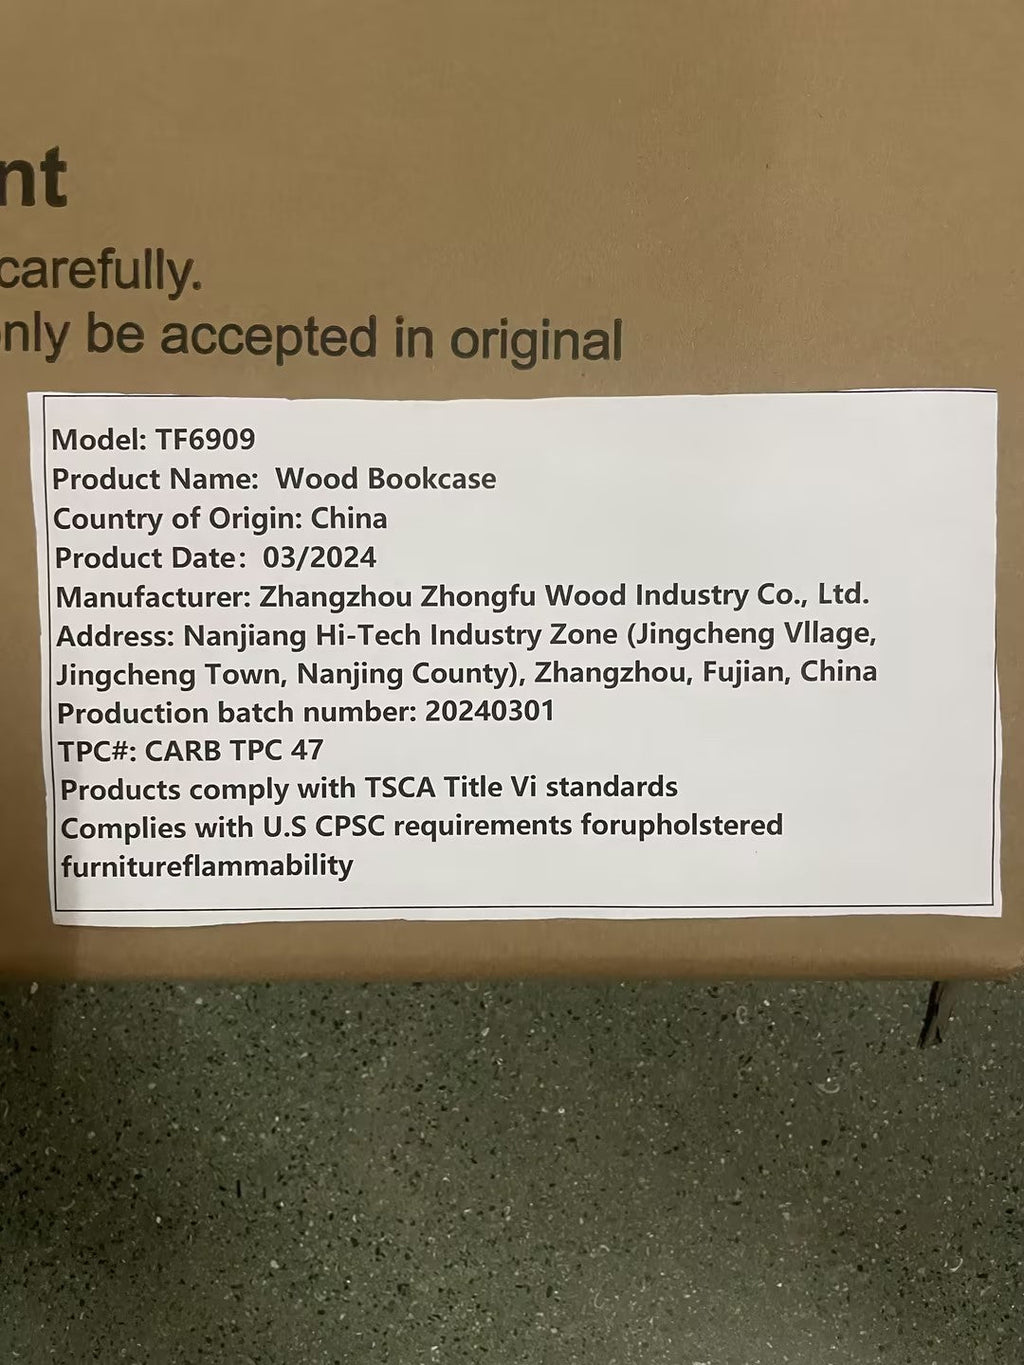 nt
carefully.
only be accepted in original
Model: TF6909
Product Name: Wood Bookcase
Country of Origin: China
Product Date: 03/2024
Manufacturer: Zhangzhou Zhongfu Wood Industry Co., Ltd.
Address: Nanjiang Hi-Tech Industry Zone (Jingcheng Vllage,
Jingcheng Town, Nanjing County), Zhangzhou, Fujian, China
Production batch number: 20240301
TPC#: CARB TPC 47
Products comply with TSCA Title Vi standards
Complies with U.S CPSC requirements forupholstered
furnitureflammability